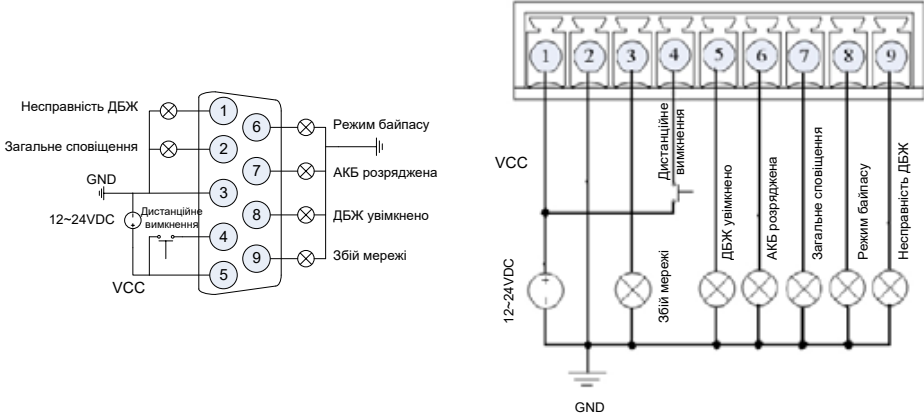 Несправність ДБЖ
Загальне сповіщення
GND
12~24VDC
Дистанційне
вимкнення
VCC
1
2
3
4
5
6
7
8
9
Режим байпасу
АКБ розряджена
ДБЖ увімкнено
Збій мережі
1 2 3 4 5 6 7 8 9
VCC
Дистанційне
вимкнення
12~24VDC
Збій мережі
ДБЖ увімкнено
АКБ розряджена
Загальне сповіщення
Режим байпасу
Несправність ДБЖ
GND